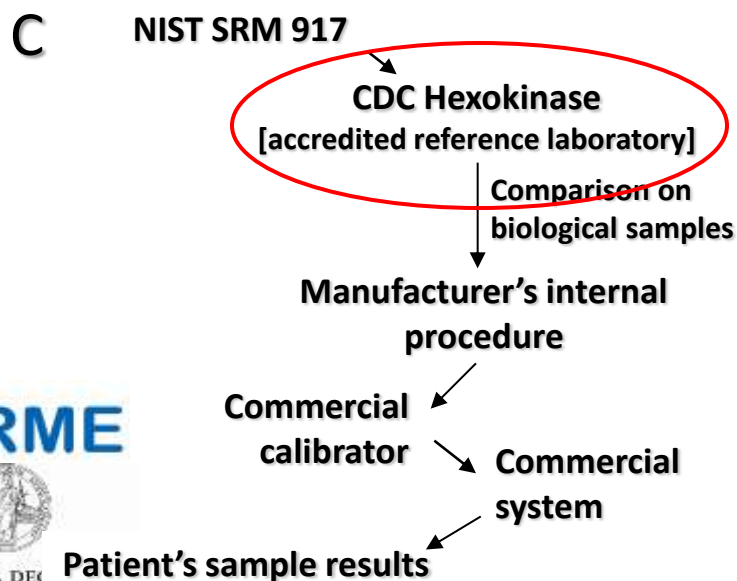 C
NIST SRM 917
CDC Hexokinase
[accredited reference laboratory]
Comparison on
biological samples
Manufacturer's internal
procedure
Commercial
calibrator
Commercial
system
Patient's sample results